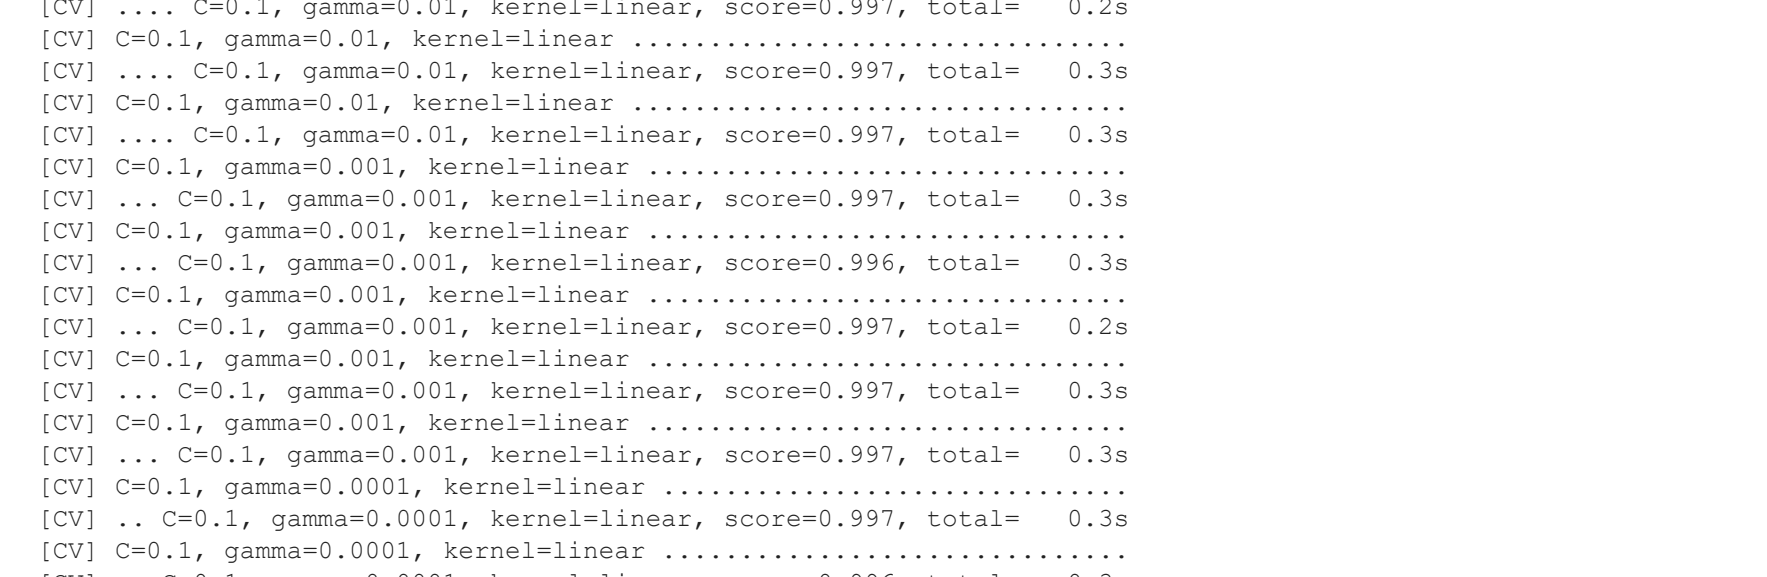 [CV] .... C=0.1, gamma=0.01, kernel=linear, score=0.997, total=   0.2s
[CV] C=0.1, gamma=0.01, kernel=linear ................................
[CV] .... C=0.1, gamma=0.01, kernel=linear, score=0.997, total=   0.3s
[CV] C=0.1, gamma=0.01, kernel=linear ................................
[CV] .... C=0.1, gamma=0.01, kernel=linear, score=0.997, total=   0.3s
[CV] C=0.1, gamma=0.001, kernel=linear ...............................
[CV] ... C=0.1, gamma=0.001, kernel=linear, score=0.997, total=   0.3s
[CV] C=0.1, gamma=0.001, kernel=linear ...............................
[CV] ... C=0.1, gamma=0.001, kernel=linear, score=0.996, total=   0.3s
[CV] C=0.1, gamma=0.001, kernel=linear ...............................
[CV] ... C=0.1, gamma=0.001, kernel=linear, score=0.997, total=   0.2s
[CV] C=0.1, gamma=0.001, kernel=linear ...............................
[CV] ... C=0.1, gamma=0.001, kernel=linear, score=0.997, total=   0.3s
[CV] C=0.1, gamma=0.001, kernel=linear ...............................
[CV] ... C=0.1, gamma=0.001, kernel=linear, score=0.997, total=   0.3s
[CV] C=0.1, gamma=0.0001, kernel=linear ..............................
[CV] .. C=0.1, gamma=0.0001, kernel=linear, score=0.997, total=   0.3s
[CV] C=0.1, gamma=0.0001, kernel=linear ..............................